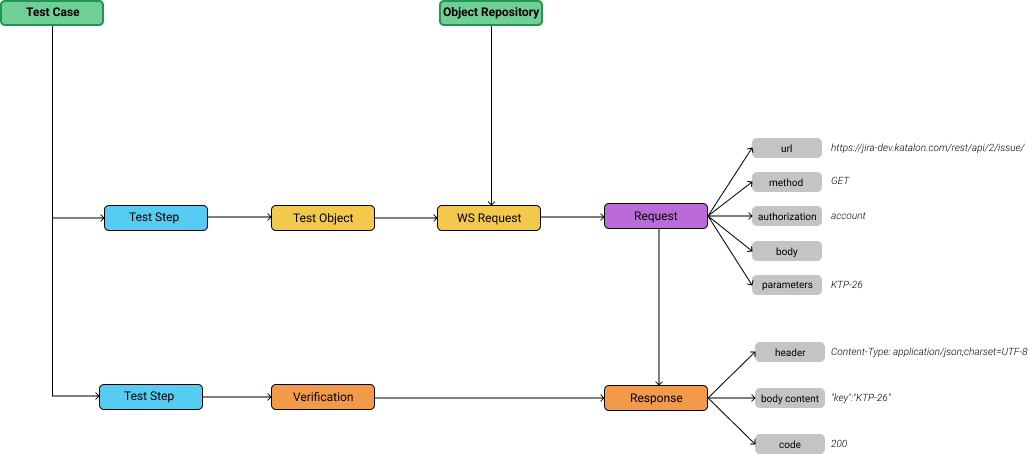 Test Case
Object Repository
url
https://jira-dev.katalon.com/rest/api/2/issue/
method
GET
Test Step
Test Object
WS Request
Request
authorization
account
body
parameters
KTP-26
header
Content-Type: application/json;charset=UTF-8
Test Step
Verification
Response
body content
"key":"KTP-26"
code
200